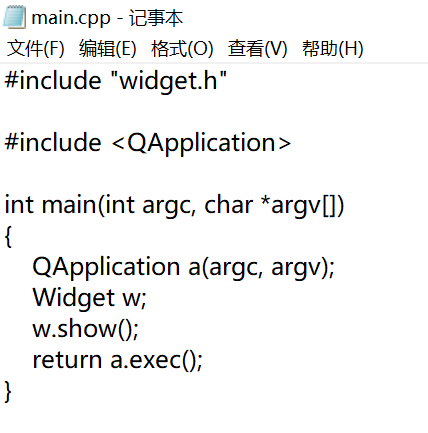 main.cpp - 记事本
文件(F) 编辑(E) 格式(O) 查看(V) 帮助(H)
#include "widget.h"
#include <QApplication>
int main(int argc, char *argv[])
{
    QApplication a(argc, argv);
    Widget w;
    w.show();
    return a.exec();
}